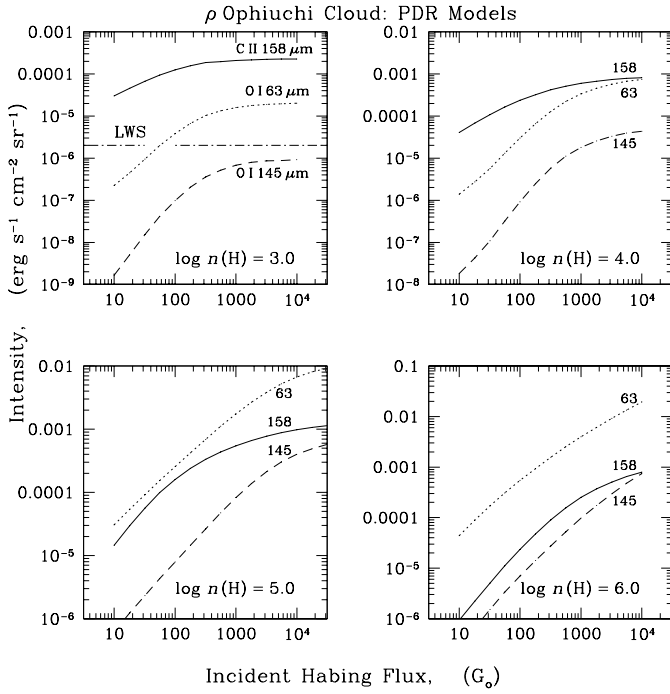 ρ Ophiuchi Cloud: PDR Models
Intensity, (erg s⁻¹ cm⁻² sr⁻¹)
0.001
0.0001
10⁻⁵
10⁻⁶
10⁻⁷
10⁻⁸
10⁻⁹
C II 158 μm
O I 63 μm
LWS
O I 145 μm
log n(H) = 3.0
10 100 1000 10⁴
0.01
0.001
0.0001
10⁻⁵
10⁻⁶
10⁻⁷
10⁻⁸
158
63
145
log n(H) = 4.0
10 100 1000 10⁴
0.01
0.001
0.0001
10⁻⁵
10⁻⁶
63
158
145
log n(H) = 5.0
10 100 1000 10⁴
0.1
0.01
0.001
0.0001
10⁻⁵
10⁻⁶
63
158
145
log n(H) = 6.0
10 100 1000 10⁴
Incident Habing Flux, (G₀)